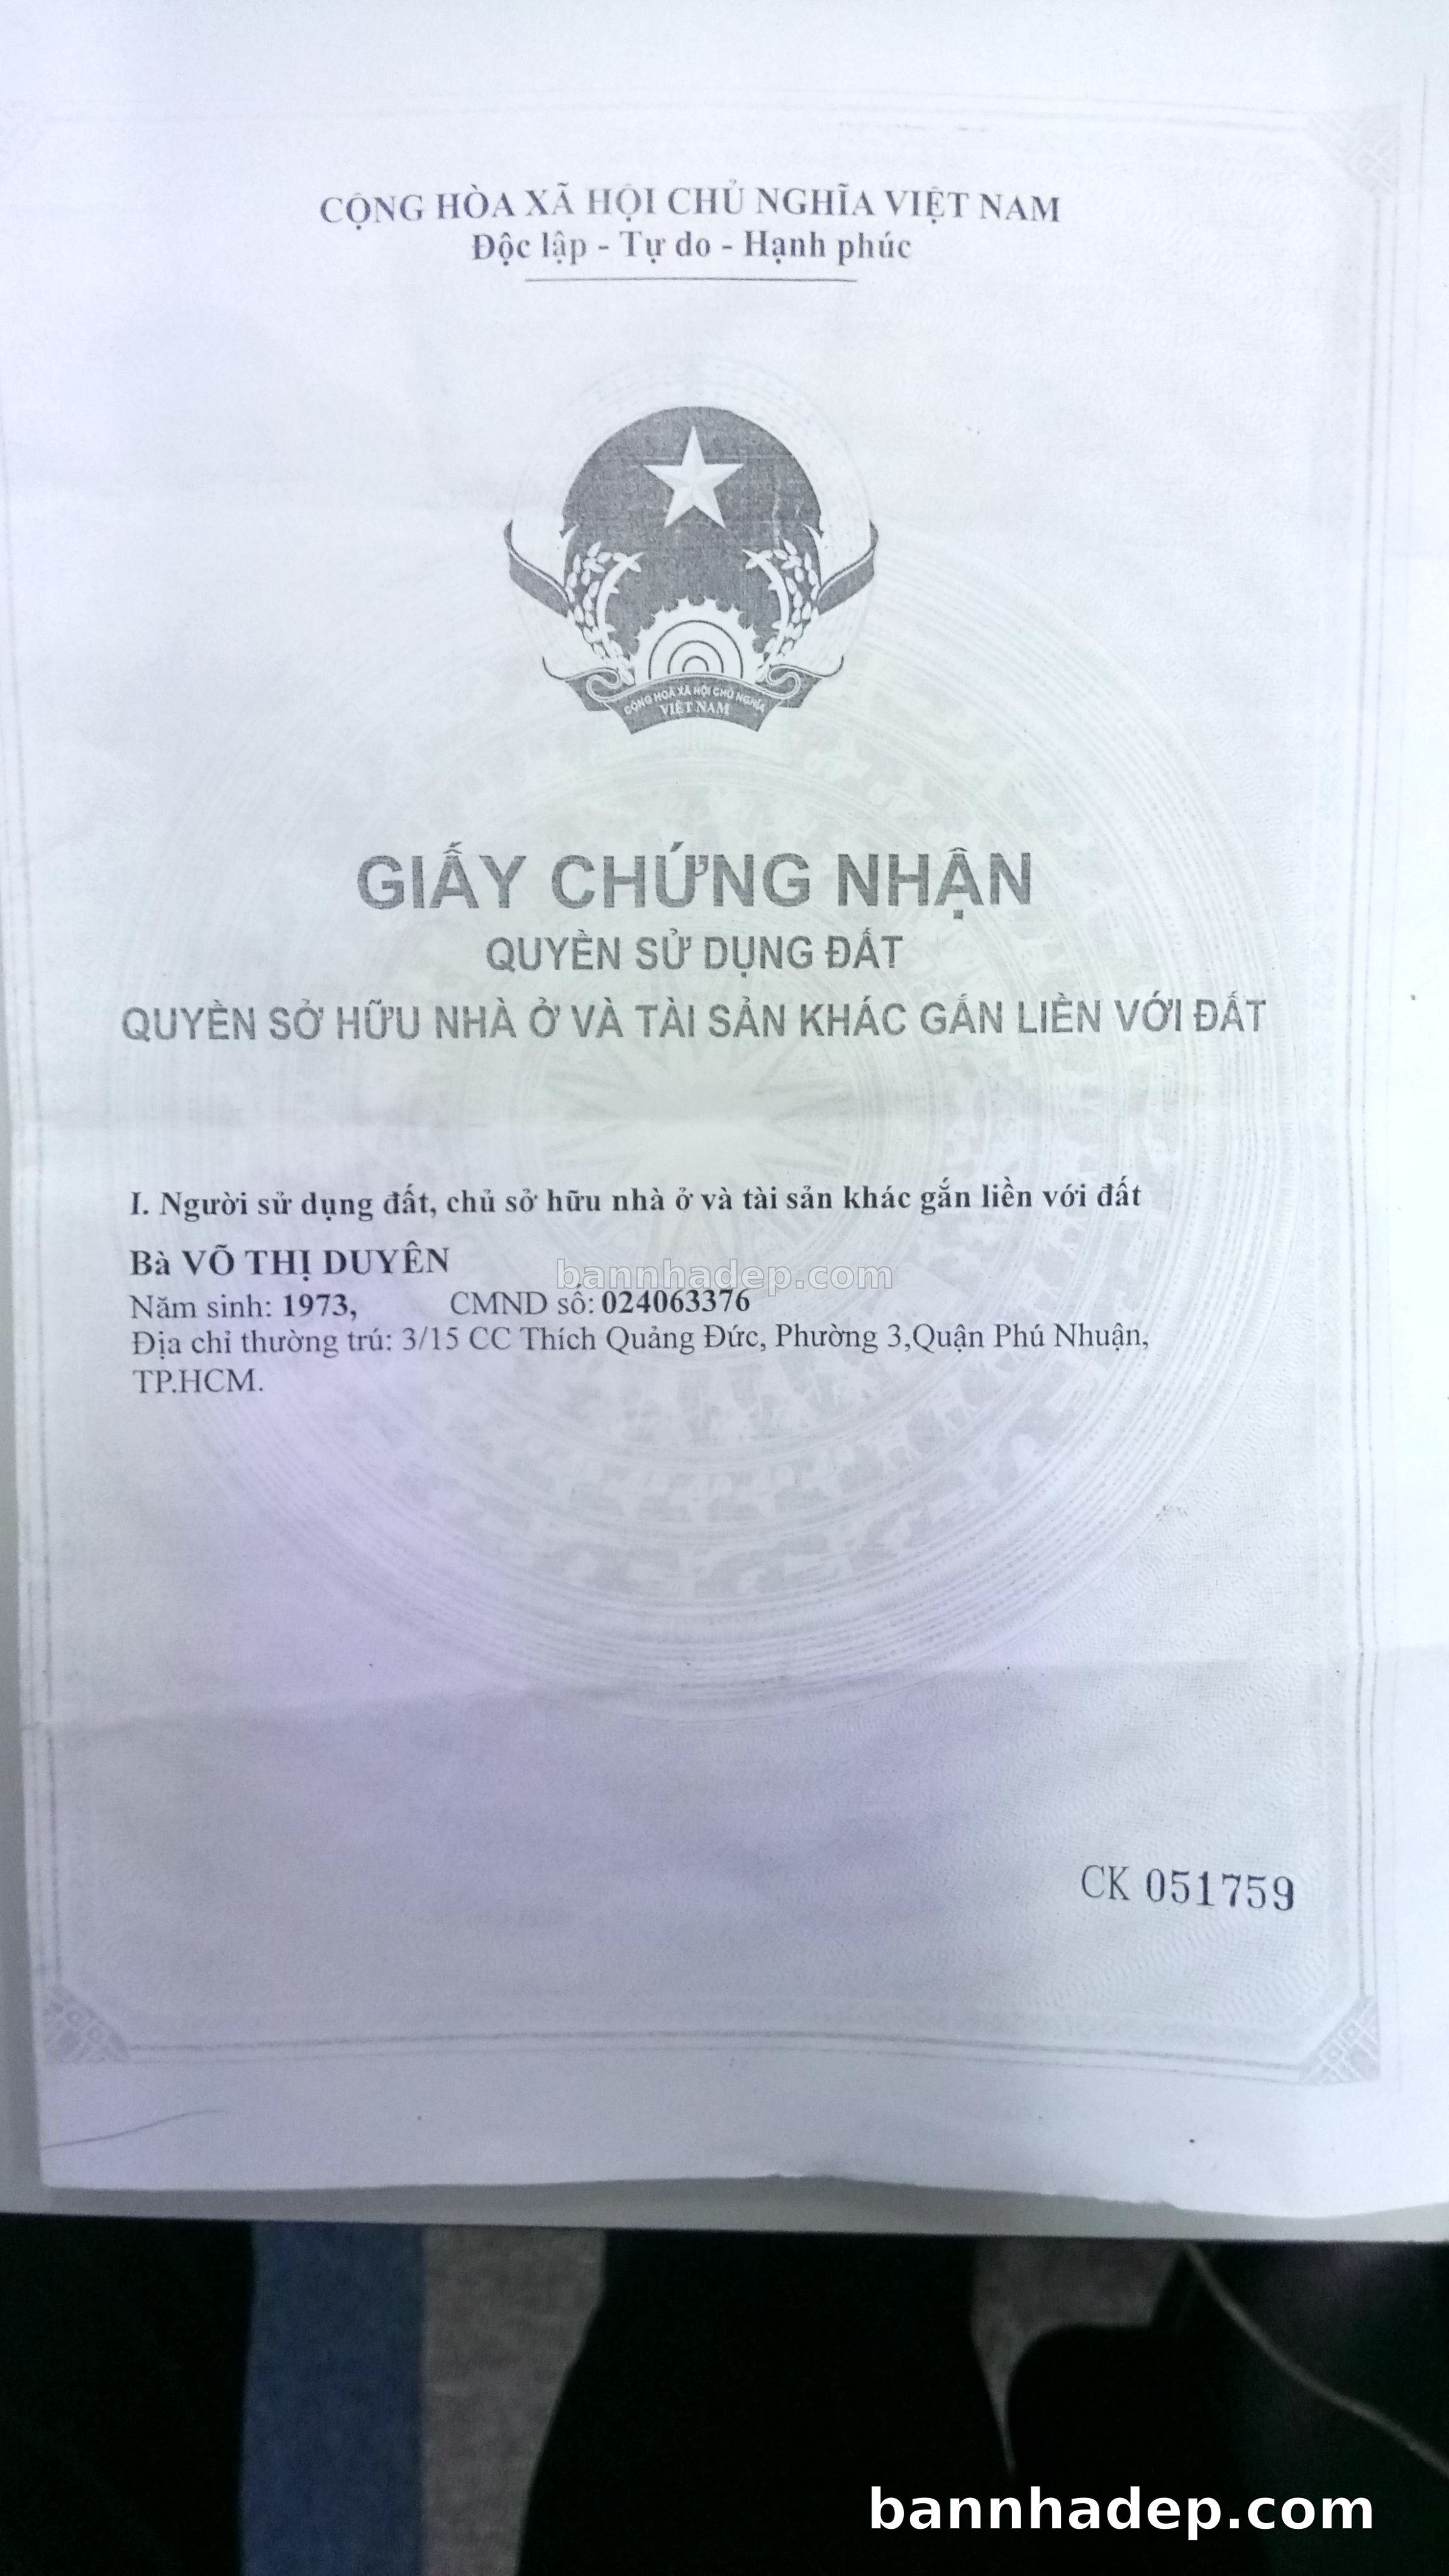 CỘNG HÒA XÃ HỘI CHỦ NGHĨA VIỆT NAM
Độc lập - Tự do - Hạnh phúc
CỘNG HOÀ XÃ HỘI CHỦ NGHĨA
VIỆT NAM
GIẤY CHỨNG NHẬN
QUYỀN SỬ DỤNG ĐẤT
QUYỀN SỞ HỮU NHÀ Ở VÀ TÀI SẢN KHÁC GẮN LIỀN VỚI ĐẤT
I. Người sử dụng đất, chủ sở hữu nhà ở và tài sản khác gắn liền với đất
Bà VÕ THỊ DUYÊN
bannhadep.com
Năm sinh: 1973, CMND số: 024063376
Địa chỉ thường trú: 3/15 CC Thích Quảng Đức, Phường 3,Quận Phú Nhuận,
TP.HCM.
CK 051759
bannhadep.com